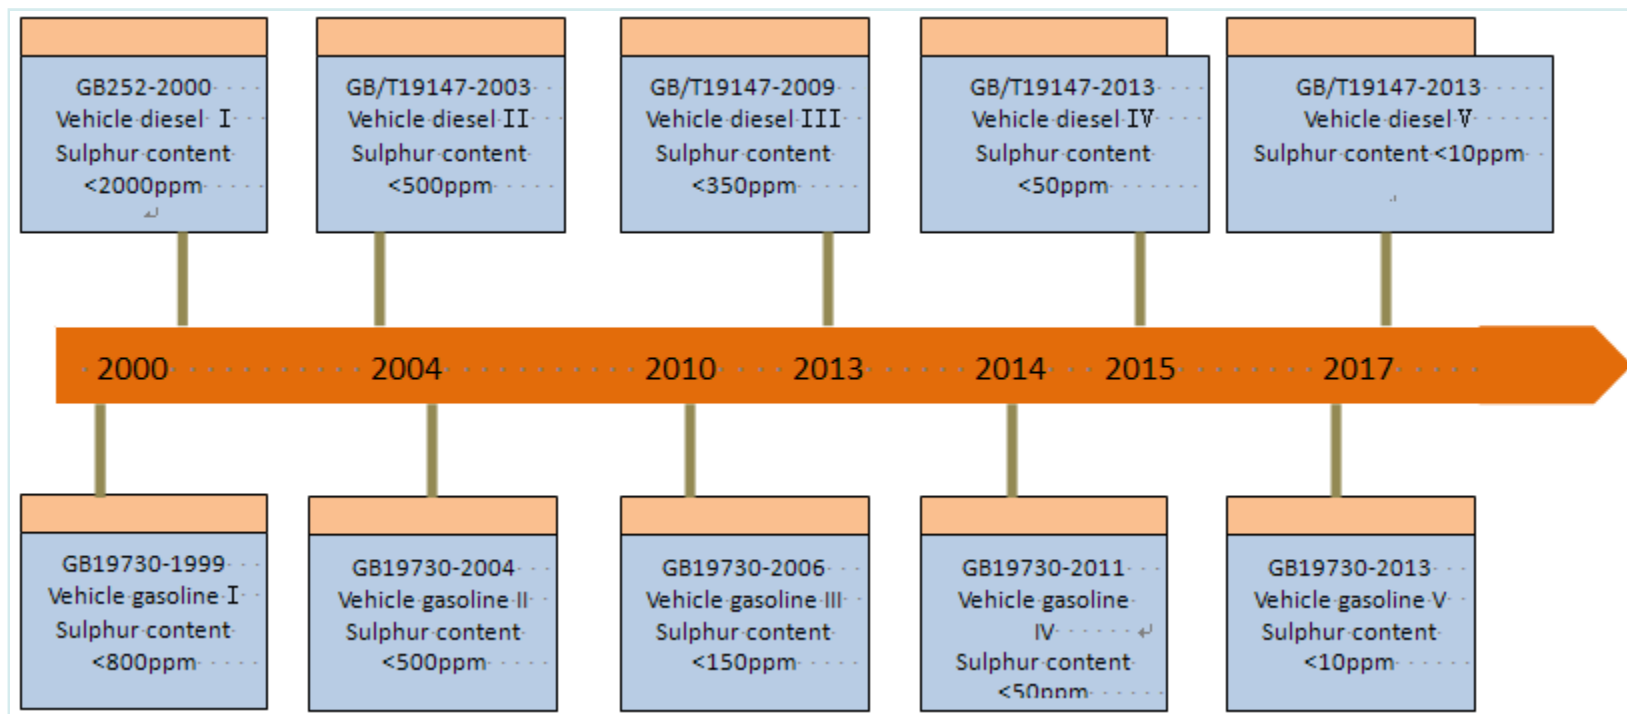 GB252-2000
Vehicle diesel I
Sulphur content
<2000ppm
GB/T19147-2003
Vehicle diesel II
Sulphur content
<500ppm
GB/T19147-2009
Vehicle diesel III
Sulphur content
<350ppm
GB/T19147-2013
Vehicle diesel IV
Sulphur content
<50ppm
GB/T19147-2013
Vehicle diesel V
Sulphur content <10ppm
2000 2004 2010 2013 2014 2015 2017
GB19730-1999
Vehicle gasoline I
Sulphur content
<800ppm
GB19730-2004
Vehicle gasoline II
Sulphur content
<500ppm
GB19730-2006
Vehicle gasoline III
Sulphur content
<150ppm
GB19730-2011
Vehicle gasoline
IV
Sulphur content
<50ppm
GB19730-2013
Vehicle gasoline V
Sulphur content
<10ppm